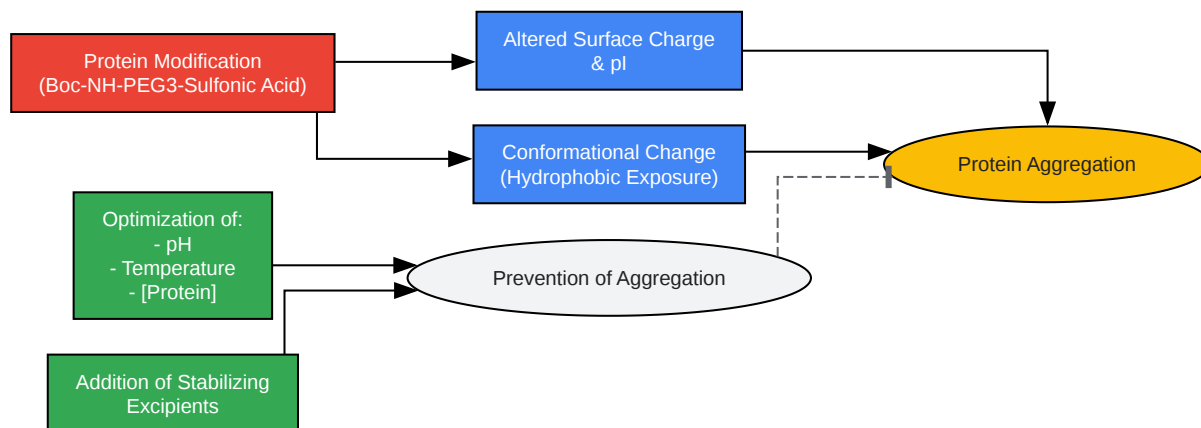 Protein Modification
(Boc-NH-PEG3-Sulfonic Acid)
Altered Surface Charge
& pI
Conformational Change
(Hydrophobic Exposure)
Protein Aggregation
Optimization of:
- pH
- Temperature
- [Protein]
Prevention of Aggregation
Addition of Stabilizing
Excipients